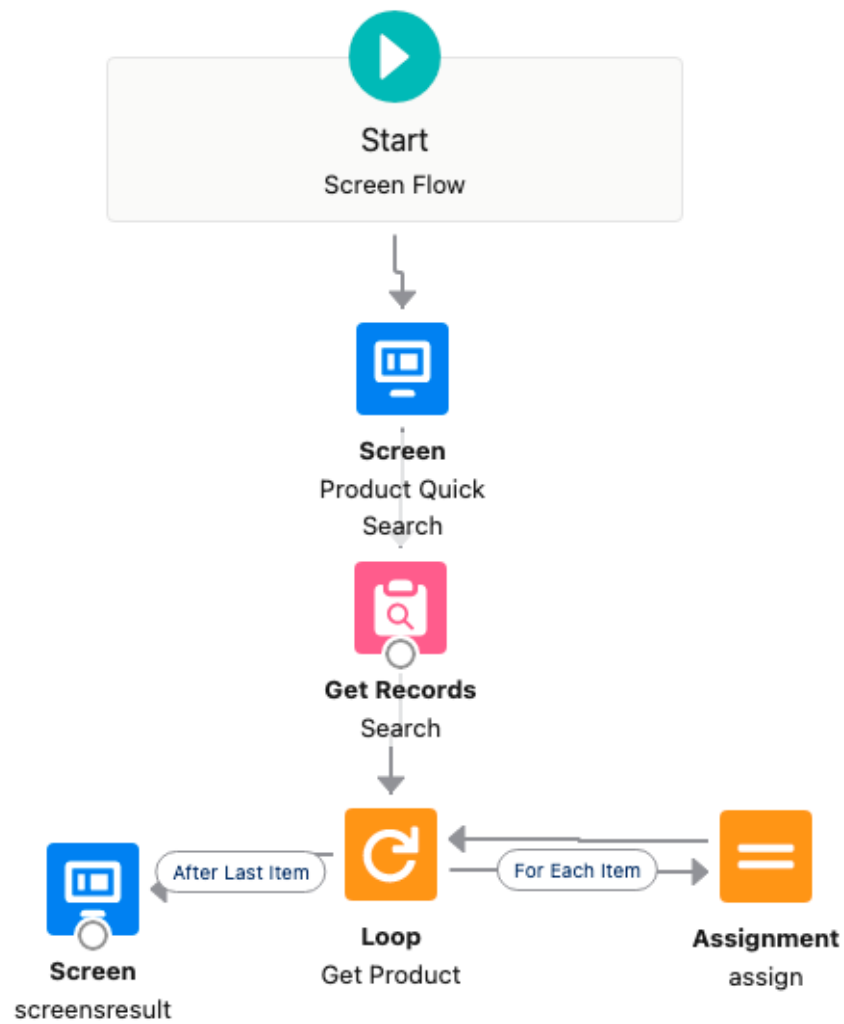 Start
Screen Flow
Screen
Product Quick
Search
Get Records
Search
After Last Item
For Each Item
Loop
Get Product
Assignment
assign
Screen
screensresult